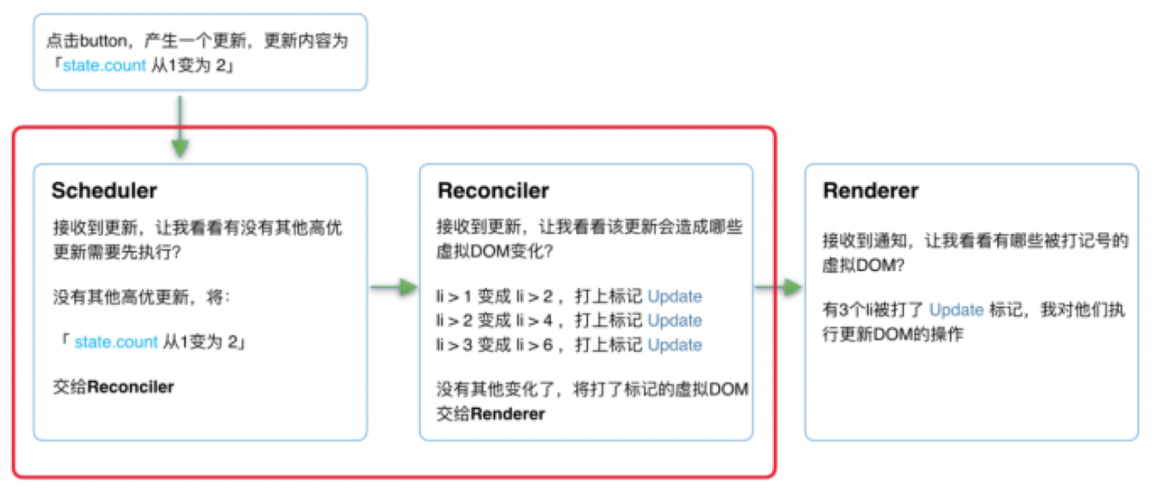 点击button，产生一个更新，更新内容为
「state.count 从1变为 2」
Scheduler
接收到更新，让我看看有没有其他高优
更新需要先执行？
没有其他高优更新，将：
「 state.count 从1变为 2」
交给Reconciler
Reconciler
接收到更新，让我看看该更新会造成哪些
虚拟DOM变化？
li > 1 变成 li > 2 ，打上标记 Update
li > 2 变成 li > 4 ，打上标记 Update
li > 3 变成 li > 6 ，打上标记 Update
没有其他变化了，将打了标记的虚拟DOM
交给Renderer
Renderer
接收到通知，让我看看有哪些被打记号的
虚拟DOM？
有3个li被打了 Update 标记，我对他们执
行更新DOM的操作